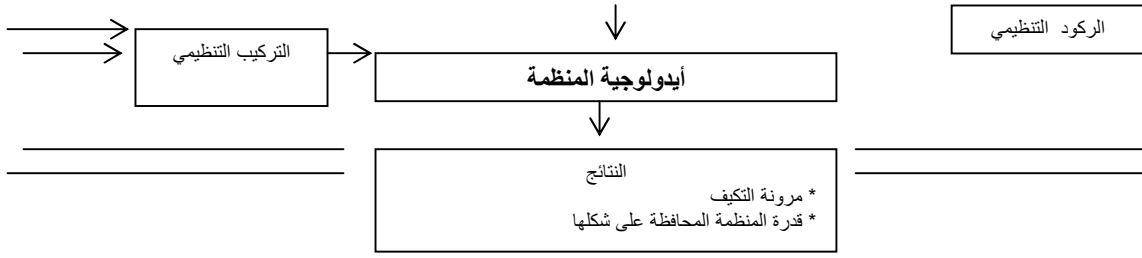 الركود التنظيمي
التركيب التنظيمي
أيدولوجية المنظمة
النتائج
* مرونة التكيف
* قدرة المنظمة المحافظة على شكلها